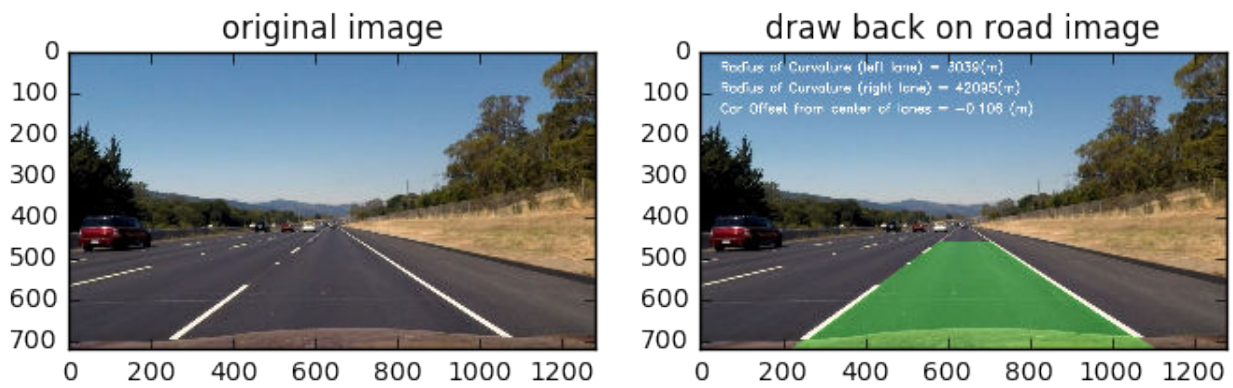 original image
draw back on road image
0
100
200
300
400
500
600
700
0 200 400 600 800 1000 1200
0
100
200
300
400
500
600
700
0 200 400 600 800 1000 1200
Radius of Curvature (left lane) = 3039(m)
Radius of Curvature (right lane) = 42095(m)
Car Offset from center of lanes = -0.106 (m)